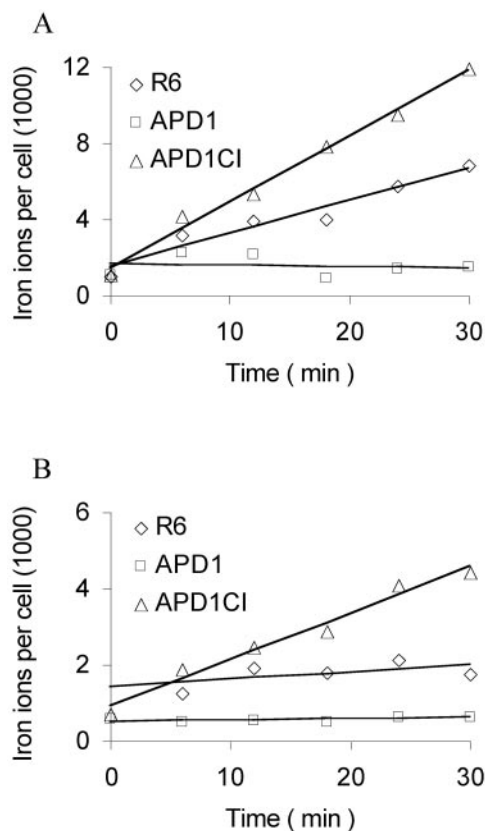 A
Iron ions per cell (1000)
12
8
4
0
R6
APD1
APD1CI
0 10 20 30
Time ( min )
B
Iron ions per cell (1000)
6
4
2
0
R6
APD1
APD1CI
0 10 20 30
Time ( min )